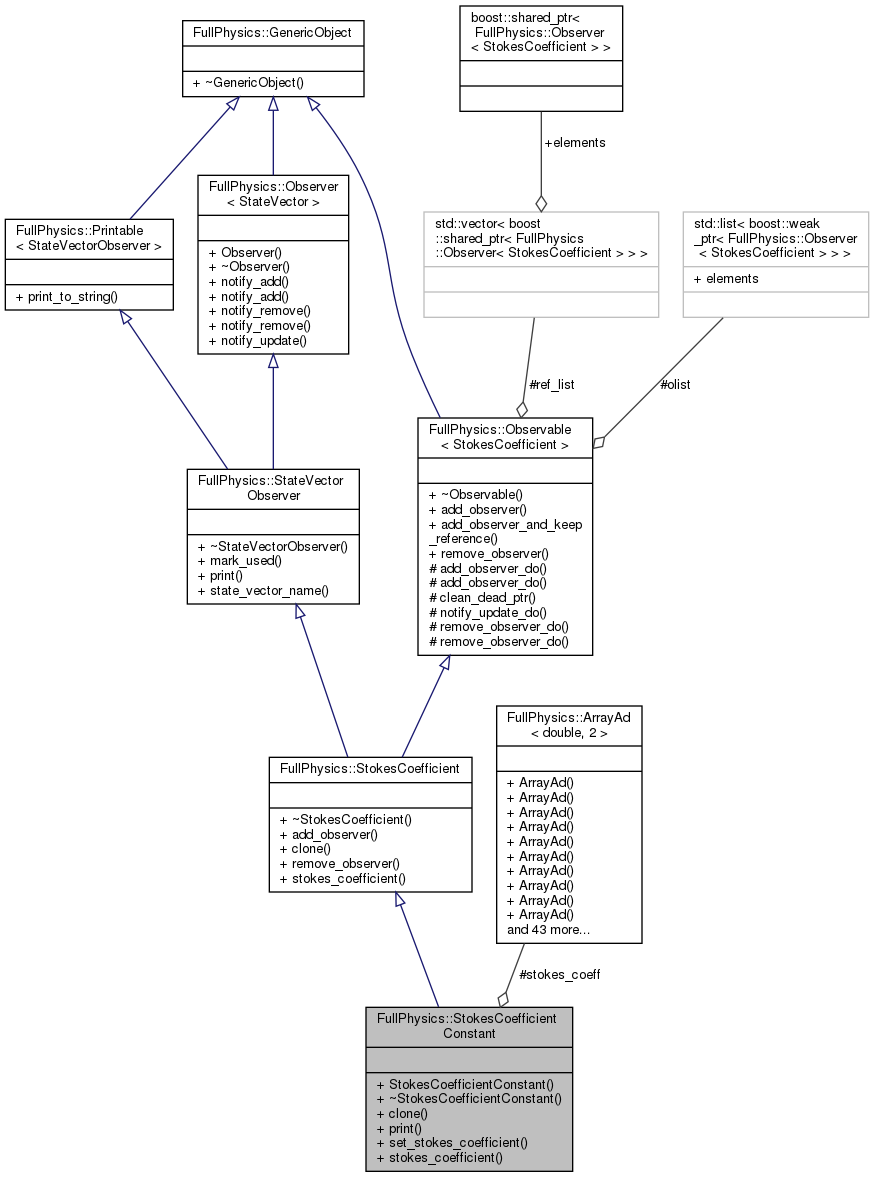 FullPhysics::GenericObject
+ ~GenericObject()
boost::shared_ptr<
FullPhysics::Observer
< StokesCoefficient > >
+elements
FullPhysics::Printable
< StateVectorObserver >
+ print_to_string()
FullPhysics::Observer
< StateVector >
+ Observer()
+ ~Observer()
+ notify_add()
+ notify_add()
+ notify_remove()
+ notify_remove()
+ notify_update()
std::vector< boost
::shared_ptr< FullPhysics
::Observer< StokesCoefficient > > >
std::list< boost::weak
_ptr< FullPhysics::Observer
< StokesCoefficient > > >
+ elements
#ref_list
#olist
FullPhysics::StateVector
Observer
+ ~StateVectorObserver()
+ mark_used()
+ print()
+ state_vector_name()
FullPhysics::Observable
< StokesCoefficient >
+ ~Observable()
+ add_observer()
+ add_observer_and_keep
_reference()
+ remove_observer()
# add_observer_do()
# add_observer_do()
# clean_dead_ptr()
# notify_update_do()
# remove_observer_do()
# remove_observer_do()
FullPhysics::StokesCoefficient
+ ~StokesCoefficient()
+ add_observer()
+ clone()
+ remove_observer()
+ stokes_coefficient()
FullPhysics::ArrayAd
< double, 2 >
+ ArrayAd()
+ ArrayAd()
+ ArrayAd()
+ ArrayAd()
+ ArrayAd()
+ ArrayAd()
+ ArrayAd()
+ ArrayAd()
+ ArrayAd()
+ ArrayAd()
and 43 more...
#stokes_coeff
FullPhysics::StokesCoefficient
Constant
+ StokesCoefficientConstant()
+ ~StokesCoefficientConstant()
+ clone()
+ print()
+ set_stokes_coefficient()
+ stokes_coefficient()